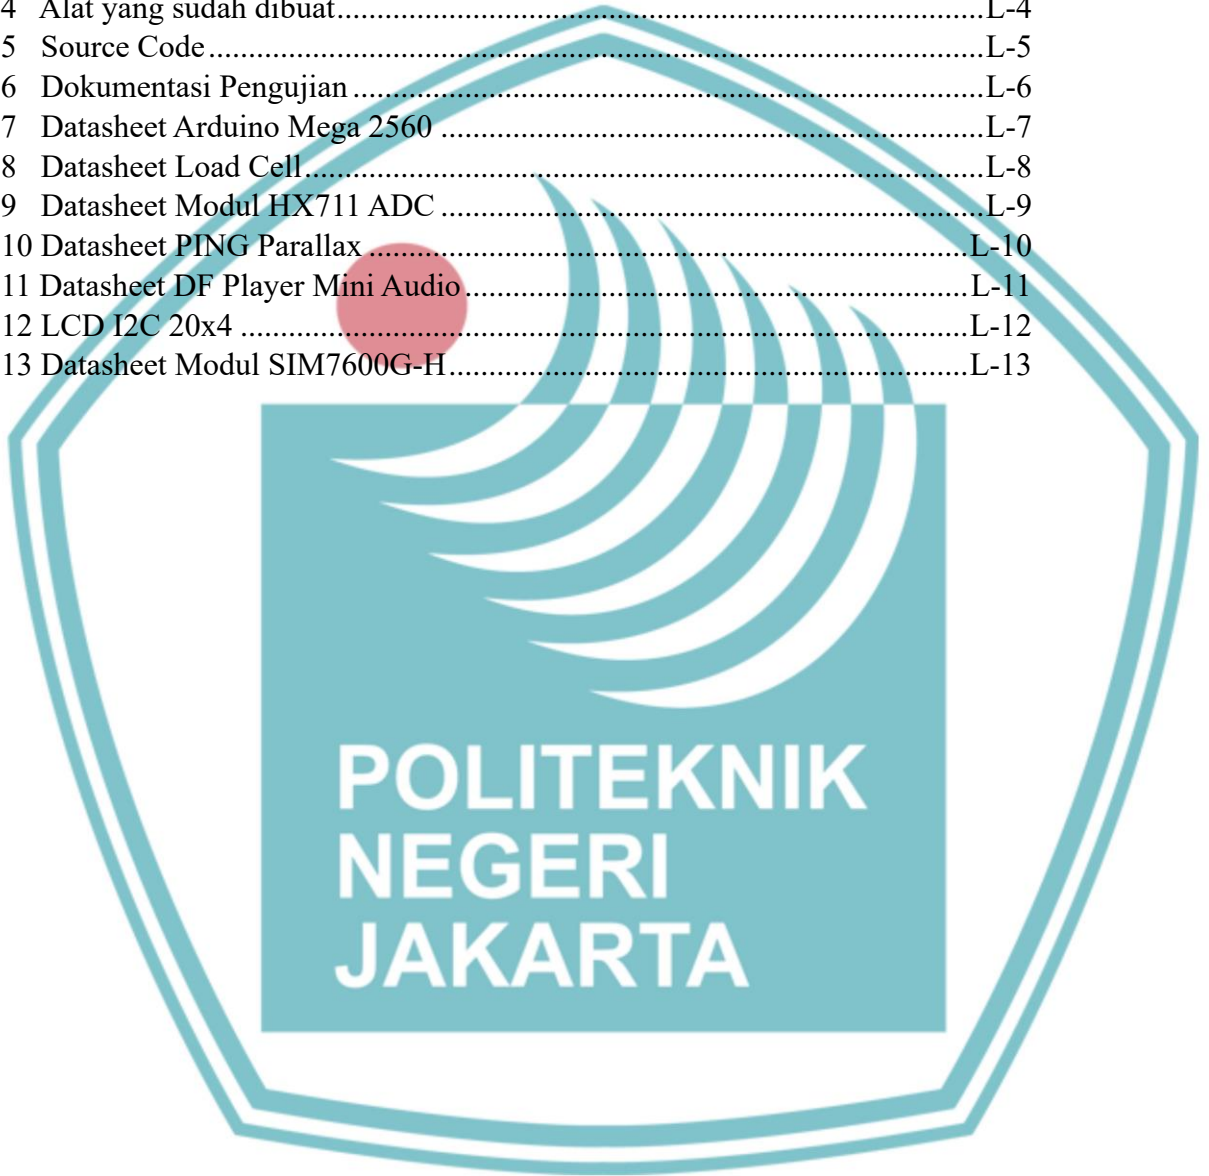 4 Alat yang sudah dibuat.................................................................................L-4
5 Source Code.................................................................................................L-5
6 Dokumentasi Pengujian...............................................................................L-6
7 Datasheet Arduino Mega 2560....................................................................L-7
8 Datasheet Load Cell.....................................................................................L-8
9 Datasheet Modul HX711 ADC....................................................................L-9
10 Datasheet PING Parallax...........................................................................L-10
11 Datasheet DF Player Mini Audio...............................................................L-11
12 LCD I2C 20x4...........................................................................................L-12
13 Datasheet Modul SIM7600G-H.................................................................L-13
POLITEKNIK
NEGERI
JAKARTA